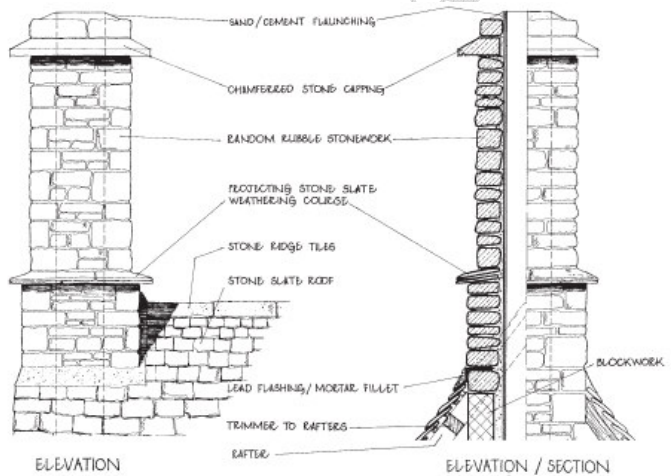 SAND/CEMENT FLAUNCHING
CHAMFERRED STONE CAPPING
RANDOM RUBBLE STONEWORK
PROJECTING STONE SLATE
WEATHERING COURSE
STONE RIDGE TILES
STONE SLATE ROOF
BLOCKWORK
LEAD FLASHING/MORTAR FILLET
TRIMMER TO RAFTERS
RAFTER
ELEVATION
ELEVATION / SECTION